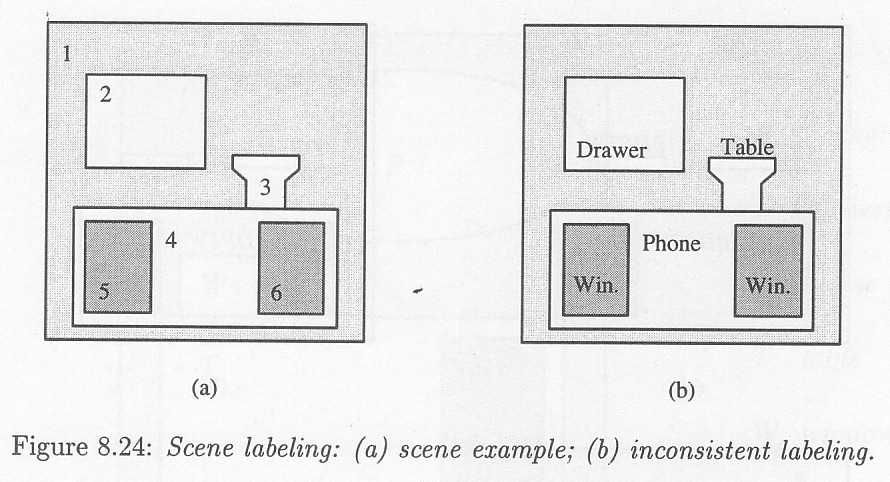 1
2
3
4
5
6
(a)
Drawer
Table
Phone
Win.
Win.
(b)
Figure 8.24: Scene labeling: (a) scene example; (b) inconsistent labeling.